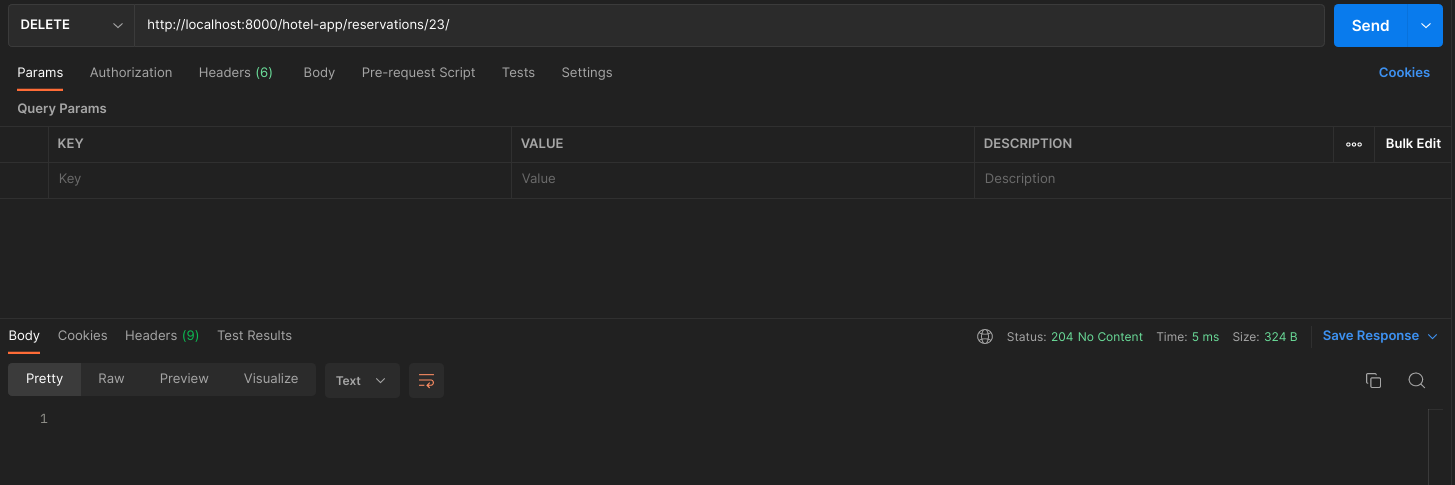 DELETE http://localhost:8000/hotel-app/reservations/23/ Send
Params Authorization Headers (6) Body Pre-request Script Tests Settings Cookies
Query Params
KEY VALUE DESCRIPTION Bulk Edit
Key Value Description
Body Cookies Headers (9) Test Results Status: 204 No Content Time: 5 ms Size: 324 B Save Response
Pretty Raw Preview Visualize Text
1